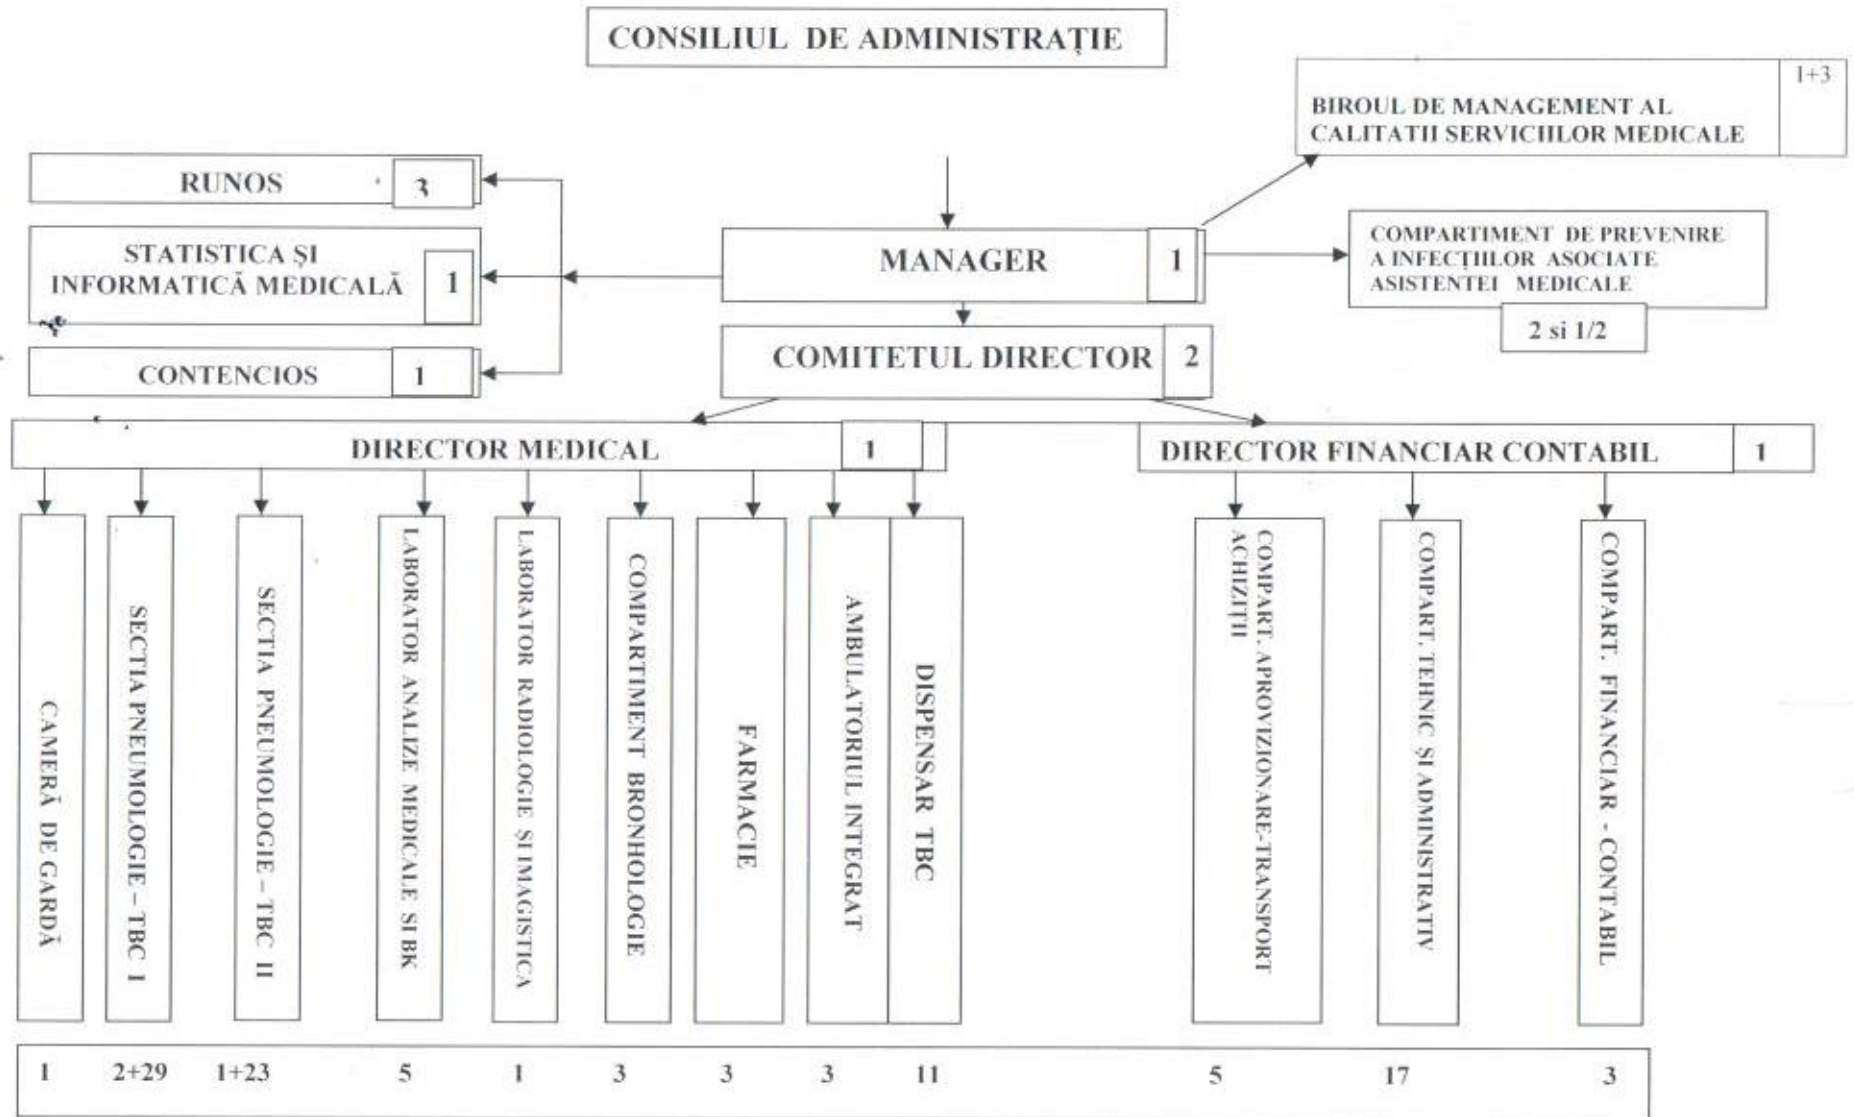 CONSILIUL DE ADMINISTRAȚIE
1+3
BIROUL DE MANAGEMENT AL
CALITATII SERVICIILOR MEDICALE
RUNOS
3
STATISTICA ȘI
INFORMATICĂ MEDICALĂ
1
CONTENCIOS
1
MANAGER
1
COMPARTIMENT DE PREVENIRE
A INFECȚIILOR ASOCIATE
ASISTENTEI MEDICALE
2 si 1/2
COMITETUL DIRECTOR
2
DIRECTOR MEDICAL
1
DIRECTOR FINANCIAR CONTABIL
1
CAMERĂ DE GARDĂ
SECTIA PNEUMOLOGIE – TBC I
SECTIA PNEUMOLOGIE – TBC II
LABORATOR ANALIZE MEDICALE SI BK
LABORATOR RADIOLOGIE ȘI IMAGISTICA
COMPARTIMENT BRONHOLOGIE
FARMACIE
AMBULATORIUL INTEGRAT
DISPENSAR TBC
COMPART. APROVIZIONARE-TRANSPORT
ACHIZIȚII
COMPART. TEHNIC ȘI ADMINISTRATIV
COMPART. FINANCIAR - CONTABIL
1 2+29 1+23 5 1 3 3 3 11 5 17 3